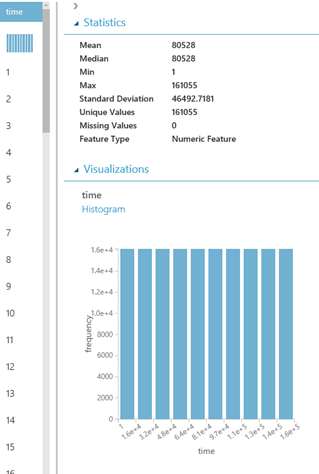 time
1
2
3
4
5
6
7
8
9
10
11
12
13
14
15
16
Statistics
Mean 80528
Median 80528
Min 1
Max 161055
Standard Deviation 46492.7181
Unique Values 161055
Missing Values 0
Feature Type Numeric Feature
Visualizations
time
Histogram
frequency
1.6e+4
1.4e+4
1.2e+4
1.0e+4
8000
6000
4000
2000
0
1 1.6e+4 3.2e+4 4.8e+4 6.4e+4 8.1e+4 9.7e+4 1.1e+5 1.3e+5 1.4e+5 1.6e+5
time